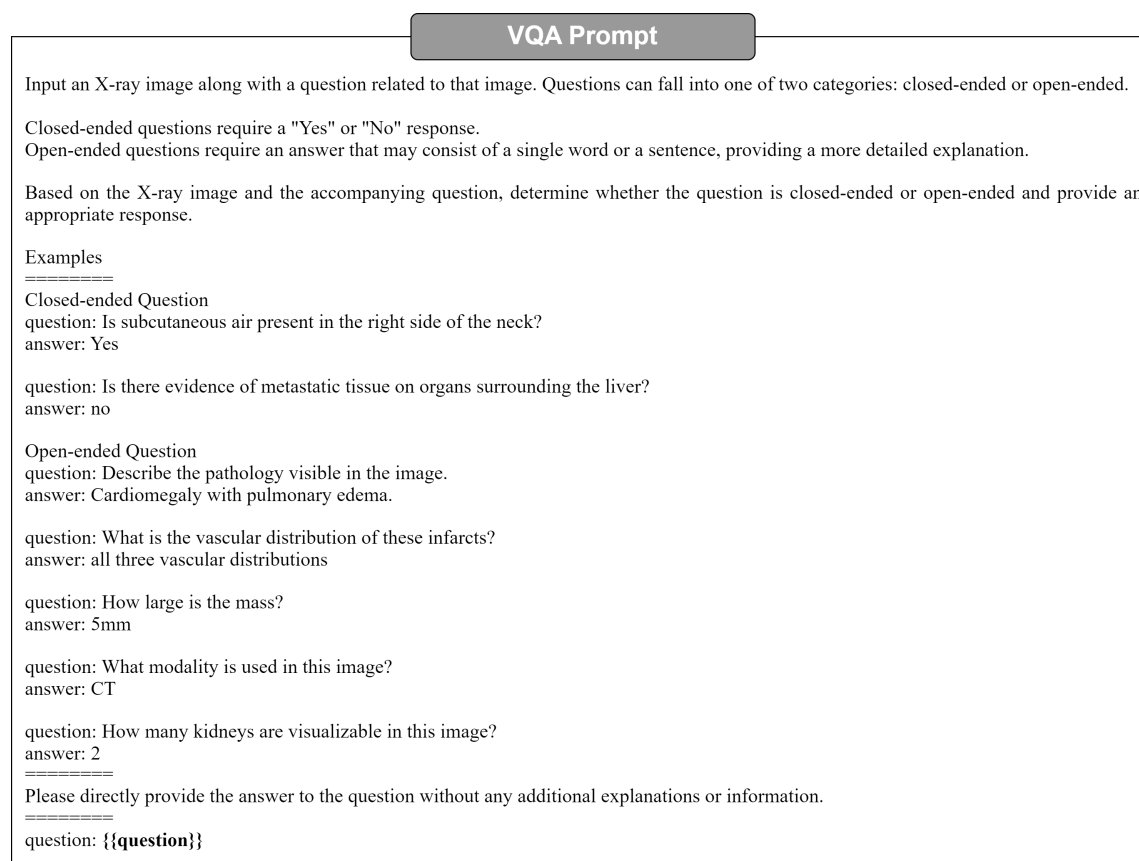 VQA Prompt
Input an X-ray image along with a question related to that image. Questions can fall into one of two categories: closed-ended or open-ended.
Closed-ended questions require a "Yes" or "No" response.
Open-ended questions require an answer that may consist of a single word or a sentence, providing a more detailed explanation.
Based on the X-ray image and the accompanying question, determine whether the question is closed-ended or open-ended and provide an
appropriate response.
Examples
========
Closed-ended Question
question: Is subcutaneous air present in the right side of the neck?
answer: Yes
question: Is there evidence of metastatic tissue on organs surrounding the liver?
answer: no
Open-ended Question
question: Describe the pathology visible in the image.
answer: Cardiomegaly with pulmonary edema.
question: What is the vascular distribution of these infarcts?
answer: all three vascular distributions
question: How large is the mass?
answer: 5mm
question: What modality is used in this image?
answer: CT
question: How many kidneys are visualizable in this image?
answer: 2
========
Please directly provide the answer to the question without any additional explanations or information.
========
question: {{question}}